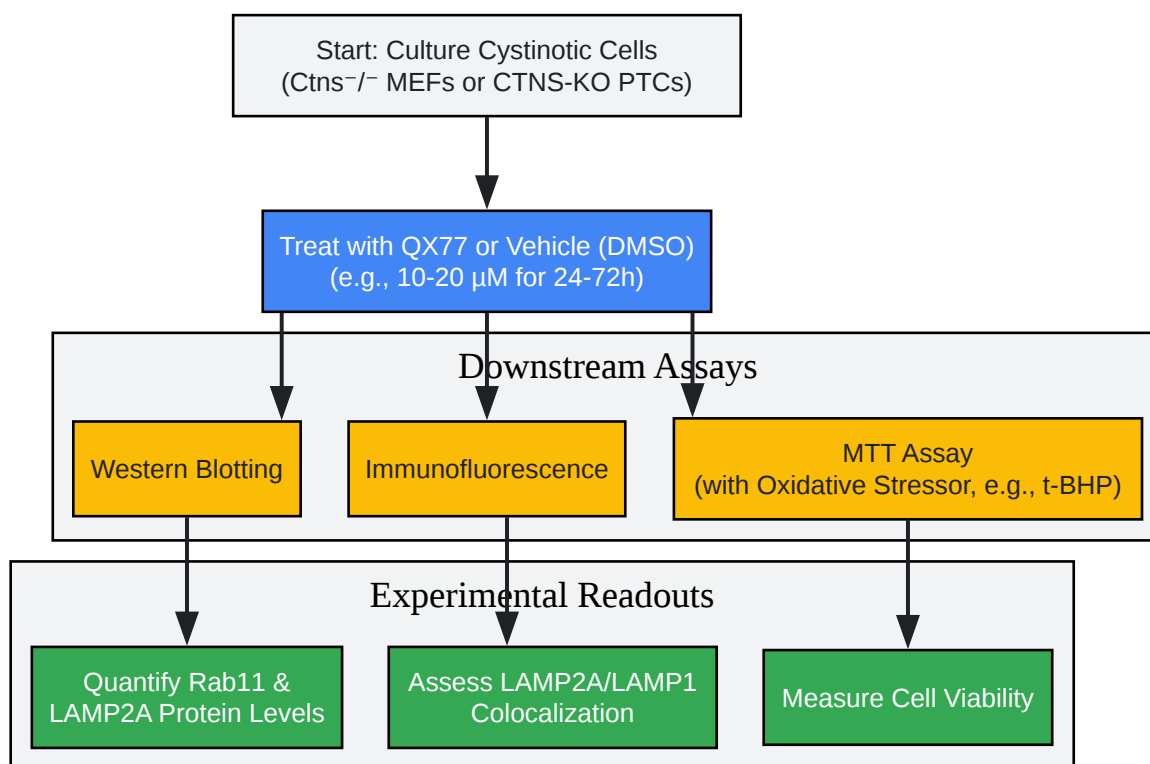 Start: Culture Cystinotic Cells
(Ctns⁻/⁻ MEFs or CTNS-KO PTCs)
Treat with QX77 or Vehicle (DMSO)
(e.g., 10-20 µM for 24-72h)
Downstream Assays
Western Blotting
Immunofluorescence
MTT Assay
(with Oxidative Stressor, e.g., t-BHP)
Experimental Readouts
Quantify Rab11 &
LAMP2A Protein Levels
Assess LAMP2A/LAMP1
Colocalization
Measure Cell Viability